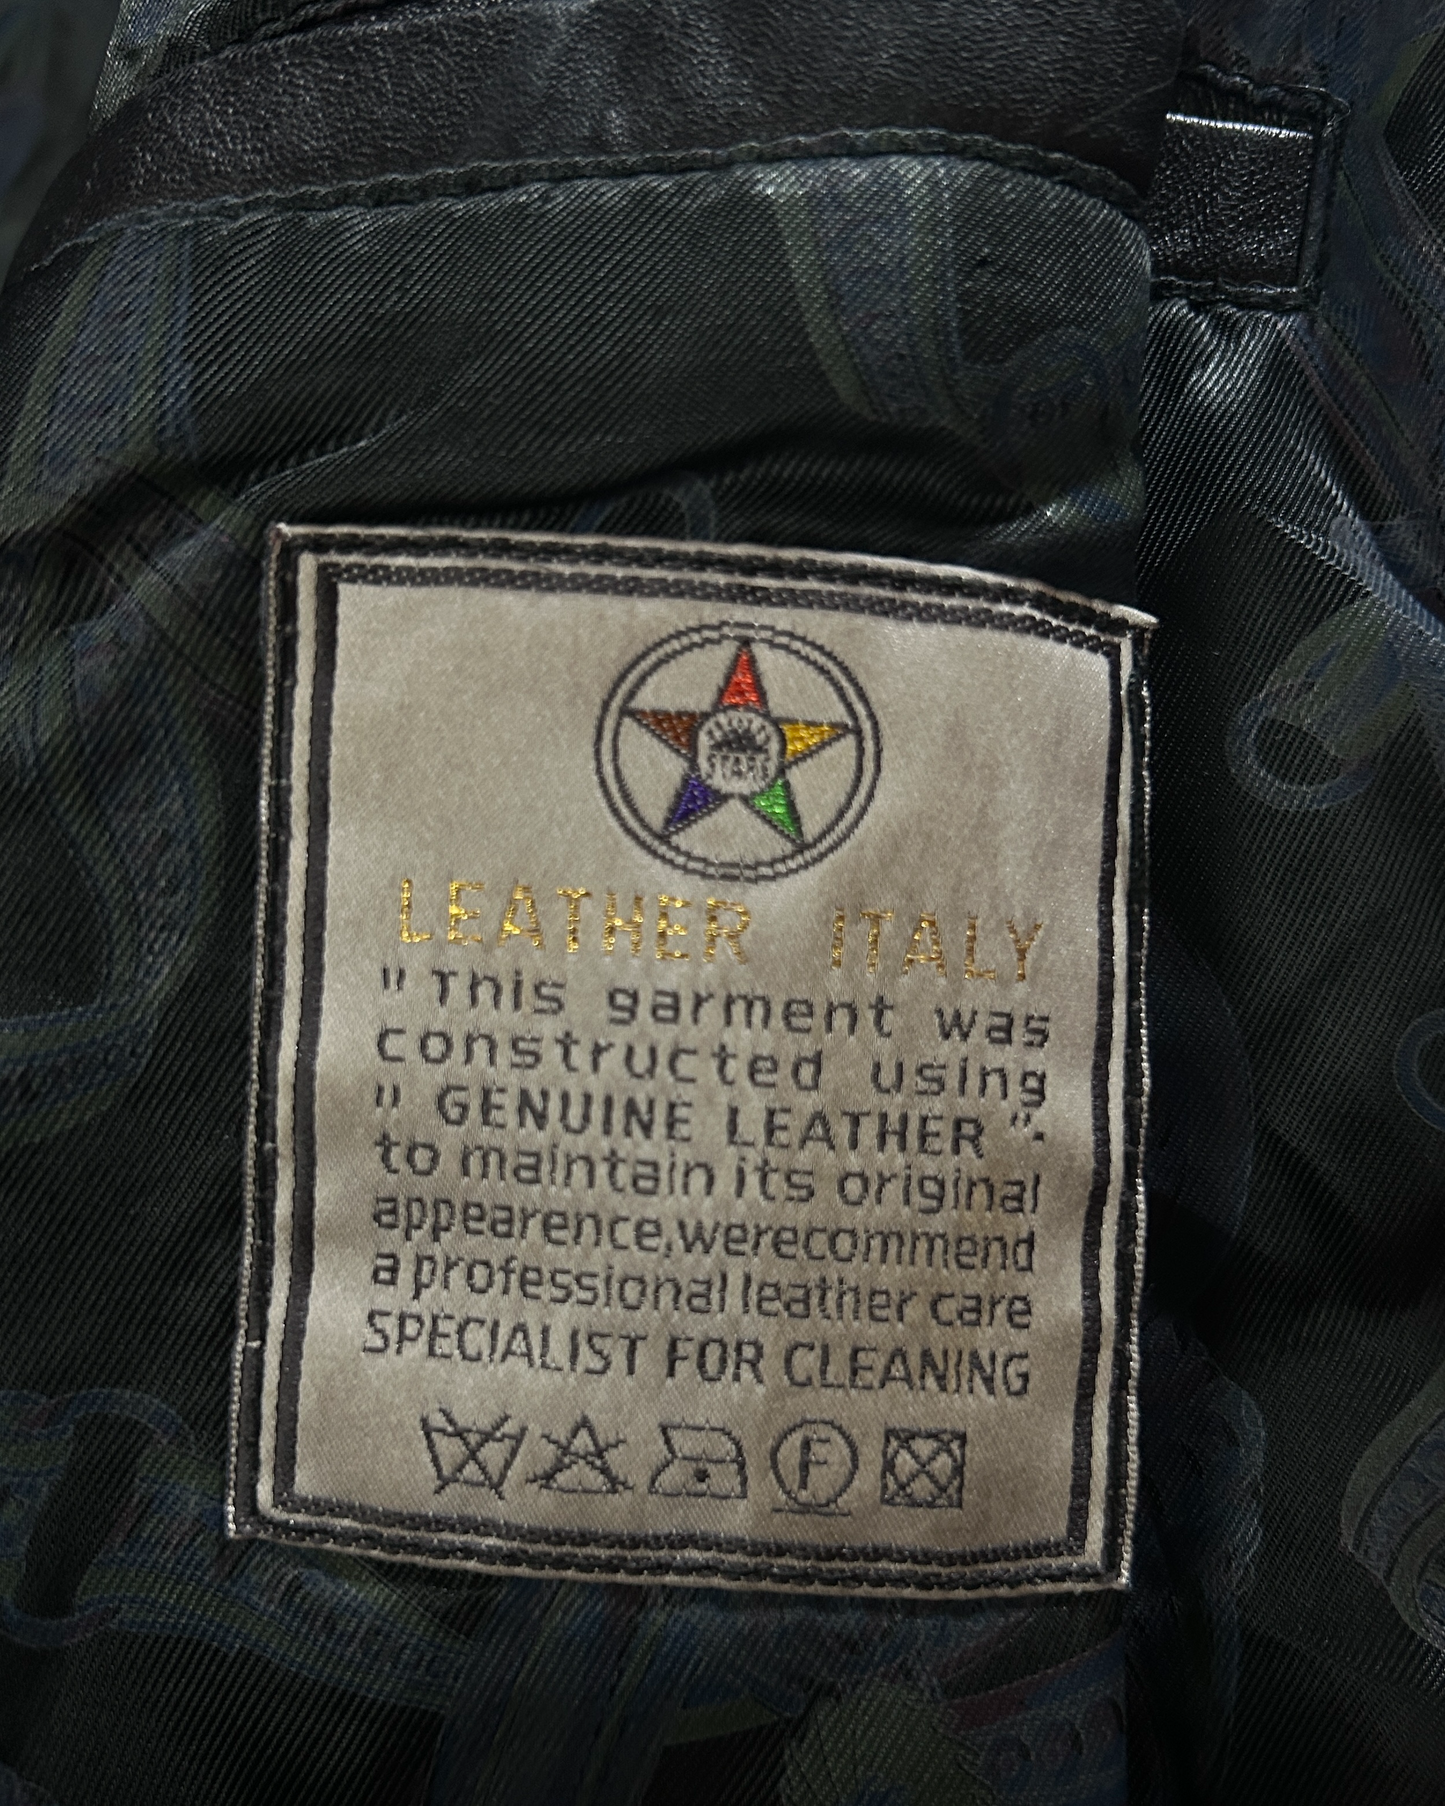 STARS
LEATHER ITALY
" This garment was
constructed using
" GENUINE LEATHER ".
to maintain its original
appearence,werecommend
a professional leather care
SPECIALIST FOR CLEANING
F